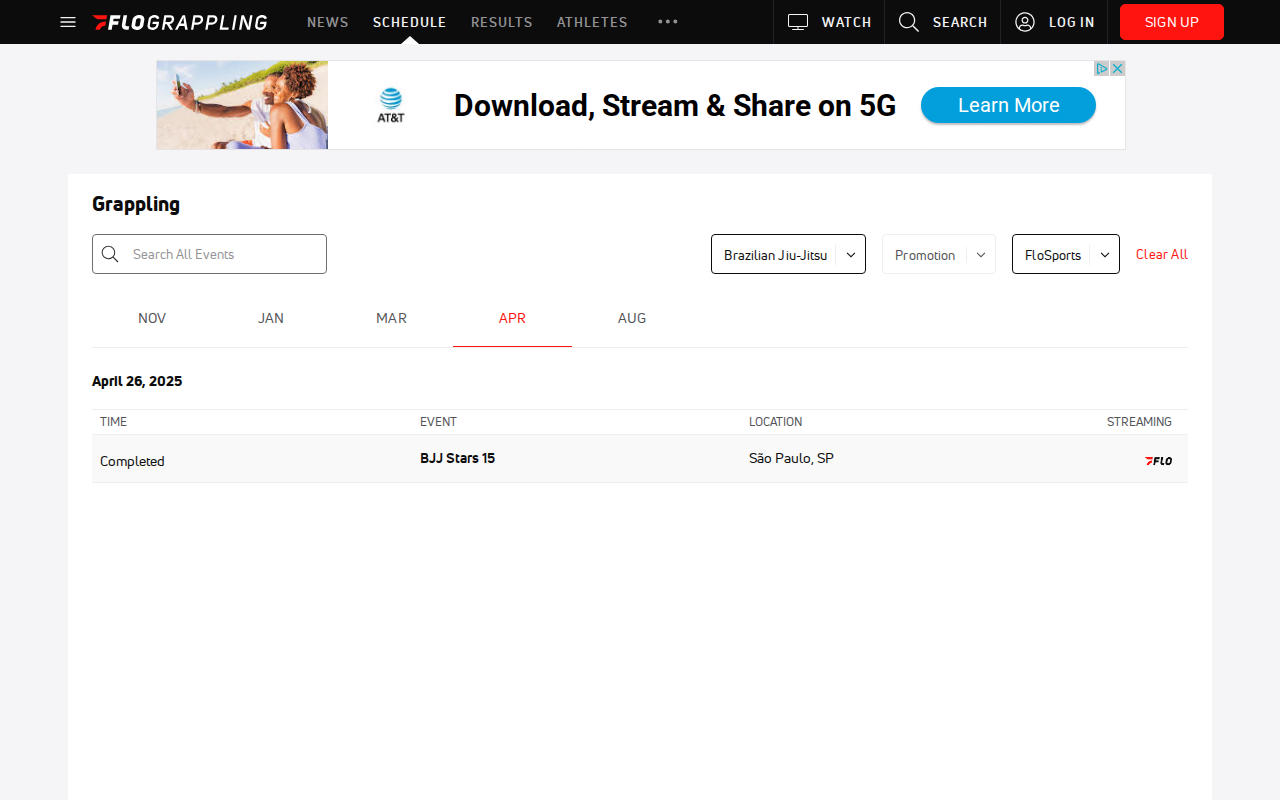 FLOGRAPPLING NEWS SCHEDULE RESULTS ATHLETES WATCH SEARCH LOG IN SIGN UP
AT&T Download, Stream & Share on 5G Learn More
Grappling
Search All Events Brazilian Jiu-Jitsu Promotion FloSports Clear All
NOV JAN MAR APR AUG
April 26, 2025
TIME EVENT LOCATION STREAMING
Completed BJJ Stars 15 São Paulo, SP FLO